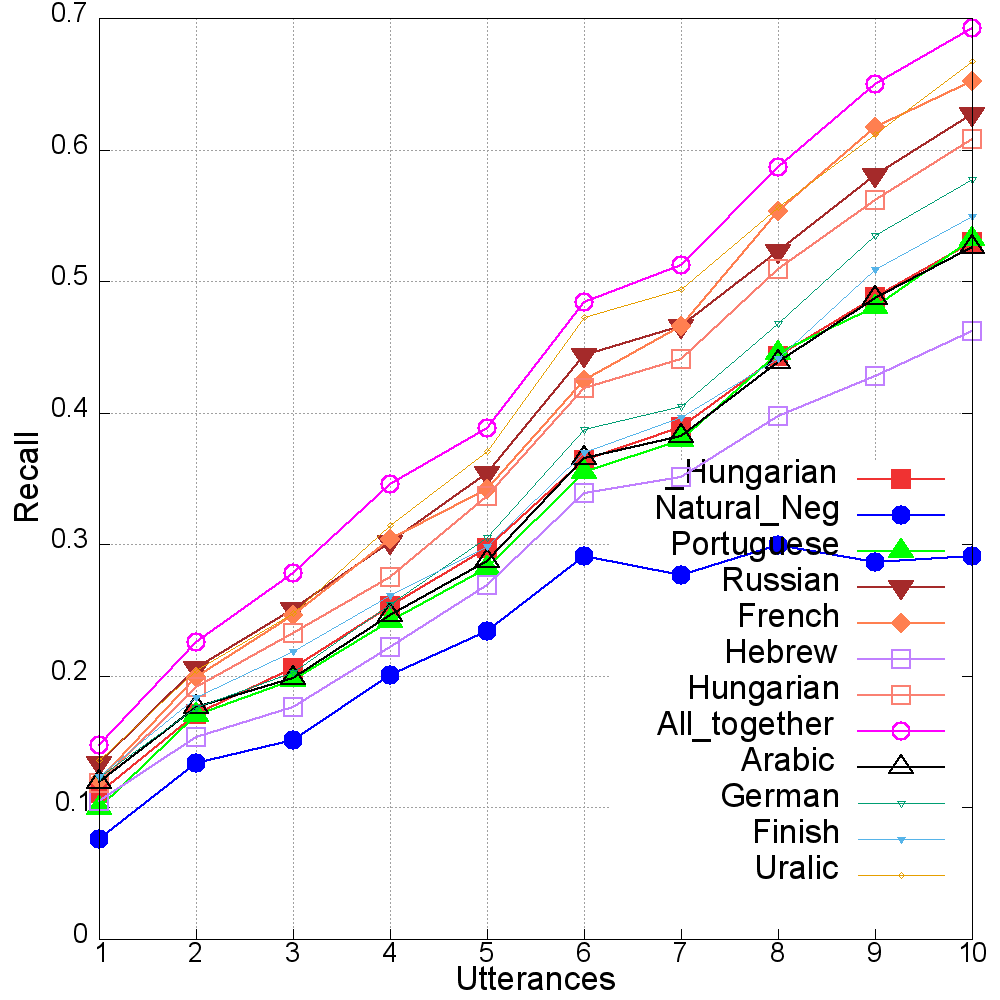 0.7
0.6
0.5
0.4
0.3
0.2
0.1
0
Recall
1 2 3 4 5 6 7 8 9 10
Utterances
_Hungarian
Natural_Neg
Portuguese
Russian
French
Hebrew
Hungarian
All_together
Arabic
German
Finish
Uralic